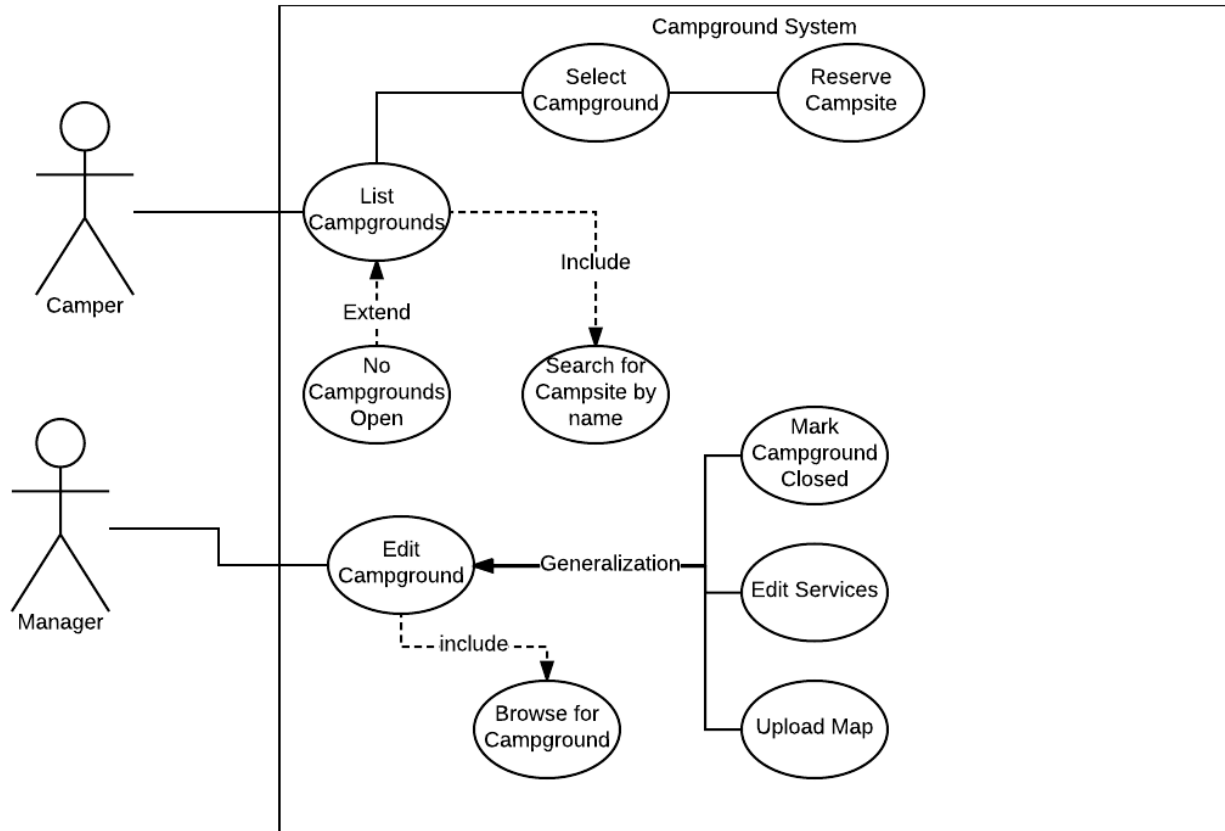 Campground System
Select
Campground
Reserve
Campsite
List
Campgrounds
Camper
Include
Extend
No
Campgrounds
Open
Search for
Campsite by
name
Mark
Campground
Closed
Manager
Edit
Campground
Generalization
Edit Services
include
Browse for
Campground
Upload Map